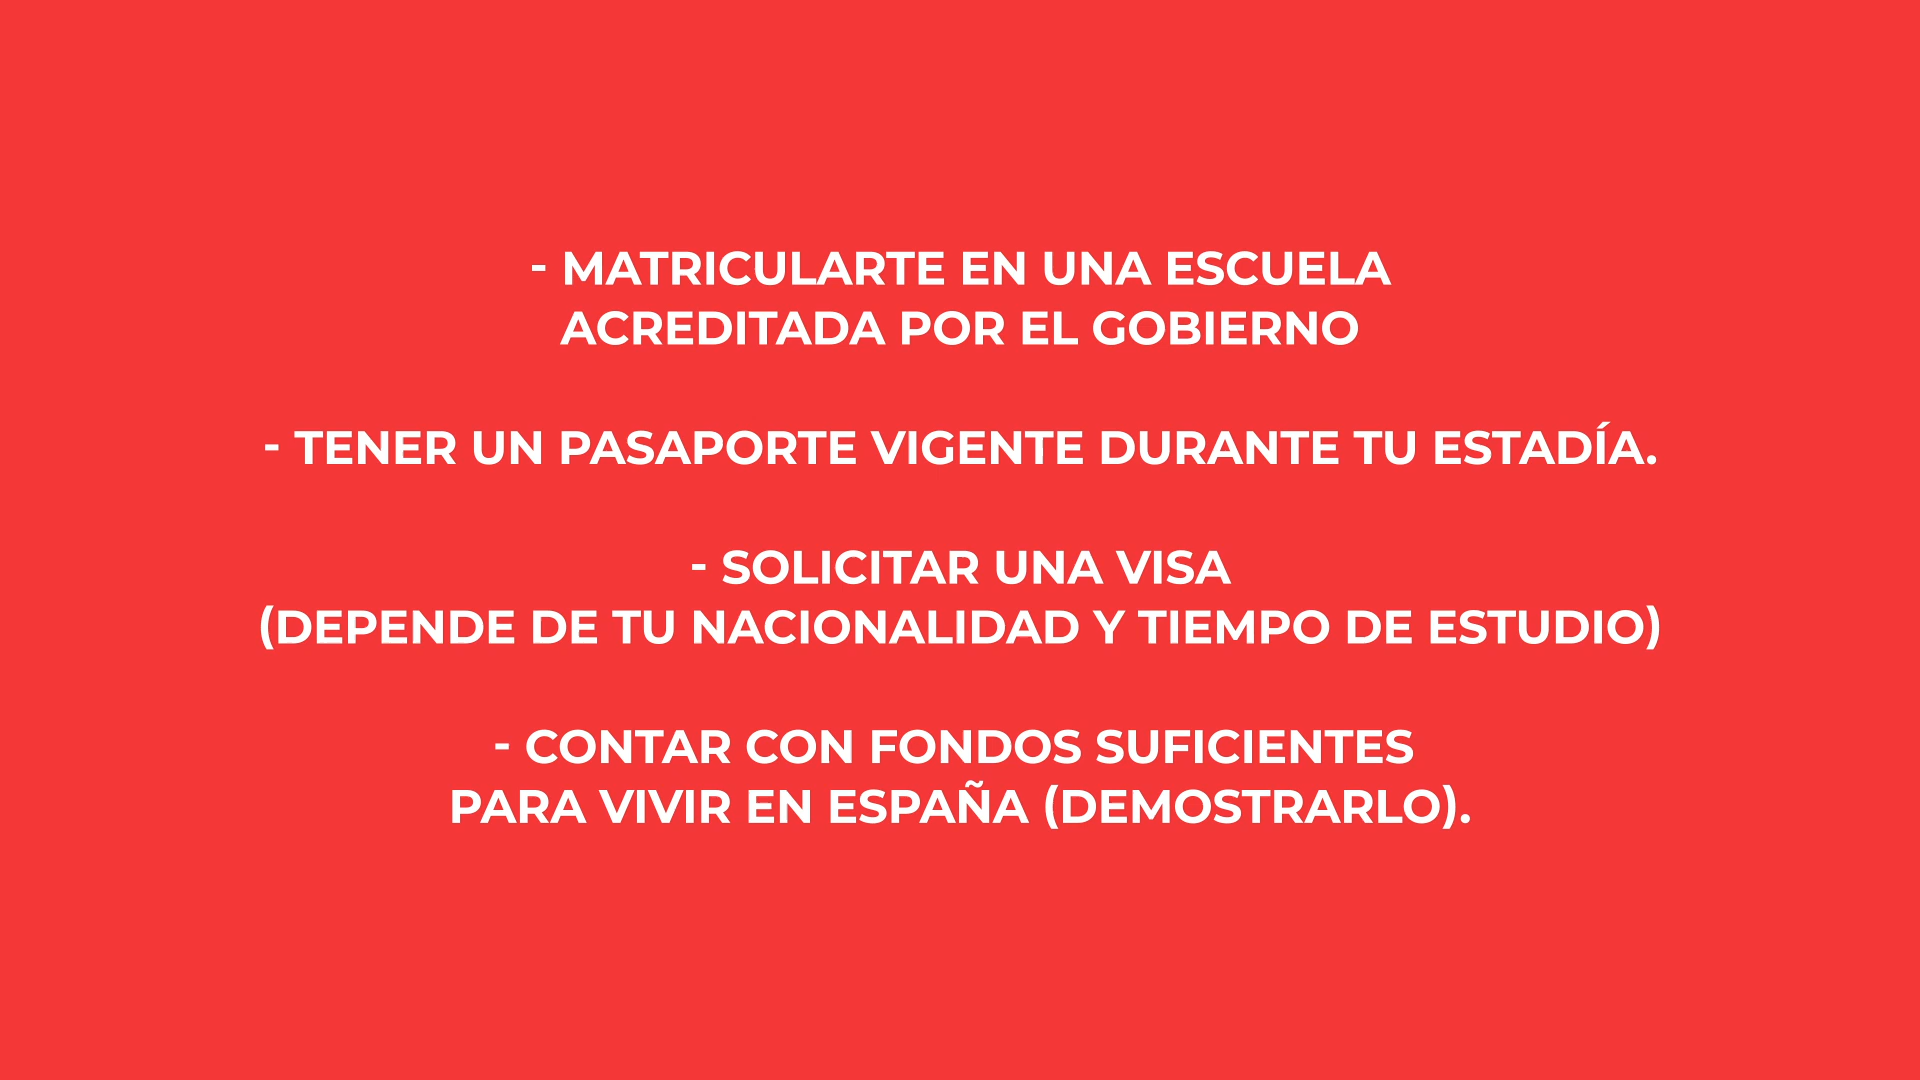 - MATRICULARTE EN UNA ESCUELA
ACREDITADA POR EL GOBIERNO
- TENER UN PASAPORTE VIGENTE DURANTE TU ESTADÍA.
- SOLICITAR UNA VISA
(DEPENDE DE TU NACIONALIDAD Y TIEMPO DE ESTUDIO)
- CONTAR CON FONDOS SUFICIENTES
PARA VIVIR EN ESPAÑA (DEMOSTRARLO).